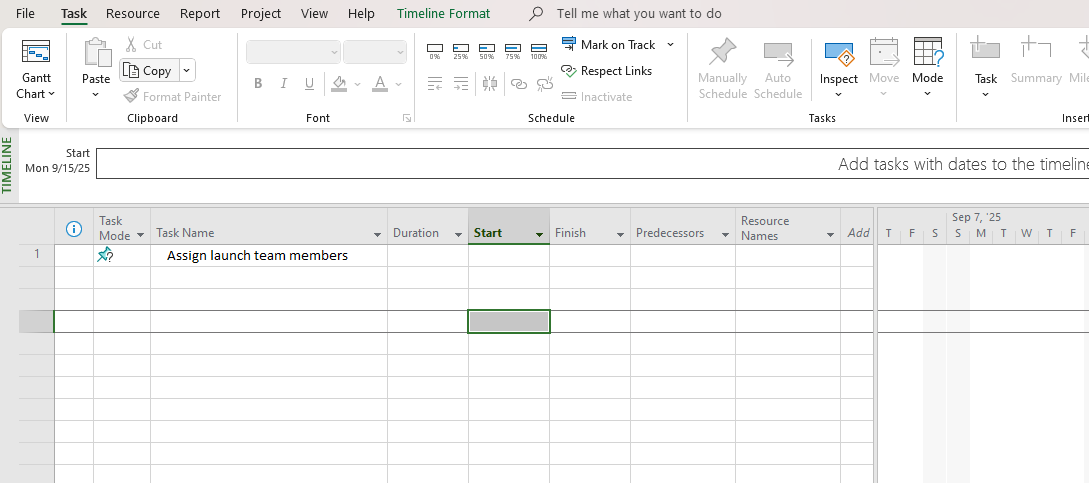 File Task Resource Report Project View Help Timeline Format Tell me what you want to do
Gantt Chart
View
Paste
Cut
Copy
Format Painter
Clipboard
B I U A
Font
0% 25% 50% 75% 100%
Mark on Track
Respect Links
Inactivate
Schedule
Manually Schedule
Auto Schedule
Inspect
Move
Mode
Tasks
Task
Summary
Insert
TIMELINE
Start
Mon 9/15/25
Add tasks with dates to the timeline
Task Mode
Task Name
Duration
Start
Finish
Predecessors
Resource Names
Add
Sep 7, '25
T F S S M T W T F
1 Assign launch team members